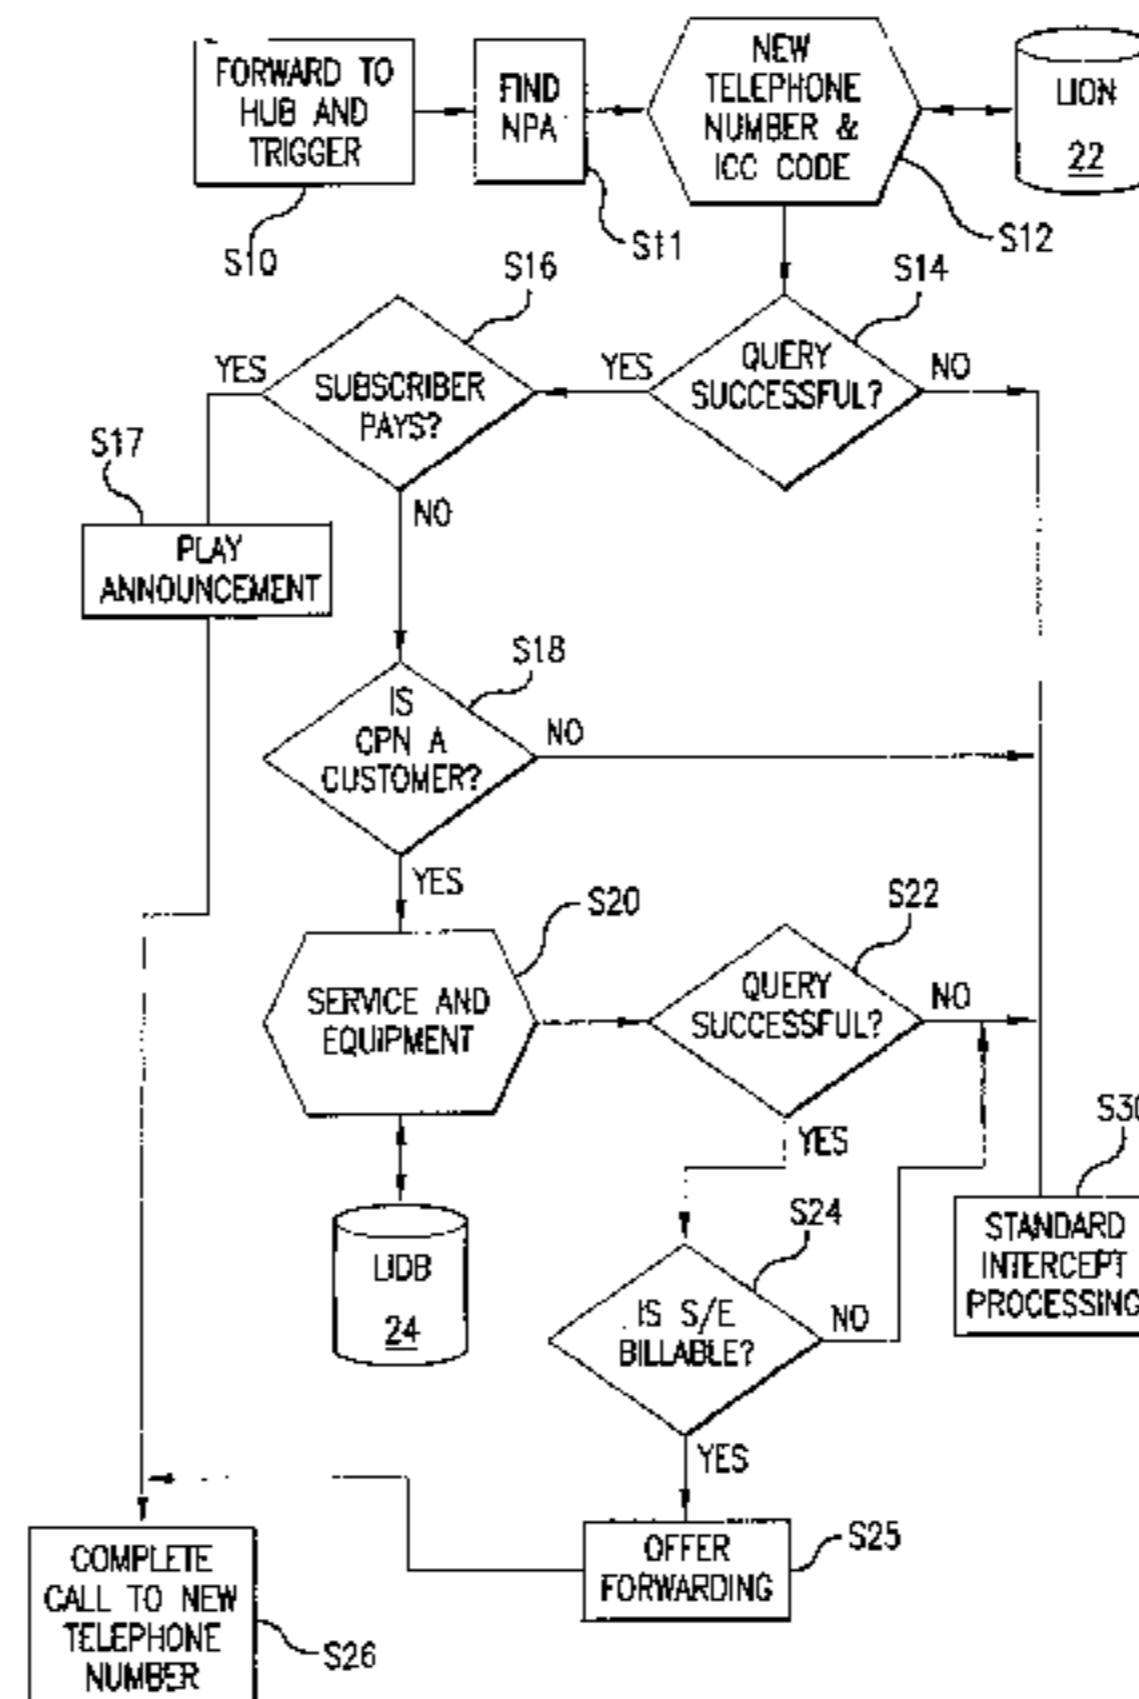 FORWARD TO
HUB AND
TRIGGER
S10
FIND
NPA
S11
NEW
TELEPHONE
NUMBER &
ICC CODE
S12
LION
22
S14
QUERY
SUCCESSFUL?
YES
NO
S16
SUBSCRIBER
PAYS?
YES
NO
S17
PLAY
ANNOUNCEMENT
S18
IS
CPN A
CUSTOMER?
NO
YES
S20
SERVICE AND
EQUIPMENT
LIDB
24
S22
QUERY
SUCCESSFUL?
NO
YES
S24
IS S/E
BILLABLE?
NO
YES
S30
STANDARD
INTERCEPT
PROCESSING
OFFER
FORWARDING
S25
COMPLETE
CALL TO NEW
TELEPHONE
NUMBER
S26